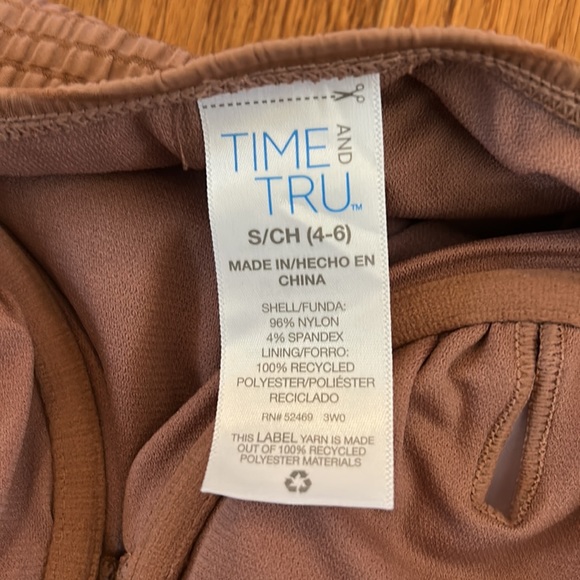 TIME AND
TRU™
S/CH (4-6)
MADE IN/HECHO EN
CHINA
SHELL/FUNDA:
96% NYLON
4% SPANDEX
LINING/FORRO:
100% RECYCLED
POLYESTER/POLIÉSTER
RECICLADO
RN# 52469 3W0
THIS LABEL YARN IS MADE
OUT OF 100% RECYCLED
POLYESTER MATERIALS